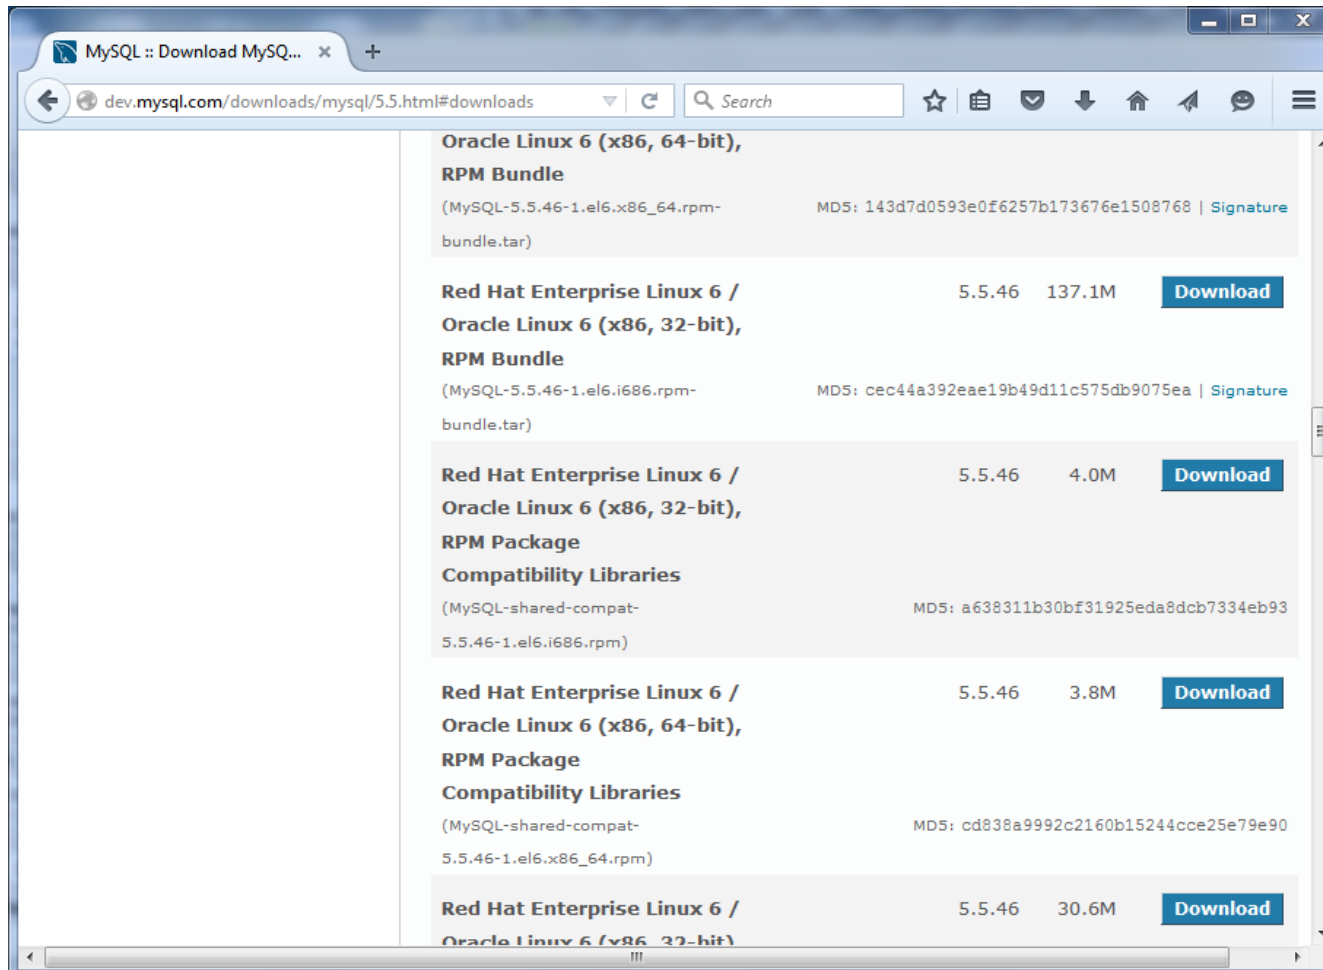 MySQL :: Download MySQ...
dev.mysql.com/downloads/mysql/5.5.html#downloads
Search
Oracle Linux 6 (x86, 64-bit),
RPM Bundle
(MySQL-5.5.46-1.el6.x86_64.rpm- MD5: 143d7d0593e0f6257b173676e1508768 | Signature
bundle.tar)
Red Hat Enterprise Linux 6 / 5.5.46 137.1M Download
Oracle Linux 6 (x86, 32-bit),
RPM Bundle
(MySQL-5.5.46-1.el6.i686.rpm- MD5: cec44a392eae19b49d11c575db9075ea | Signature
bundle.tar)
Red Hat Enterprise Linux 6 / 5.5.46 4.0M Download
Oracle Linux 6 (x86, 32-bit),
RPM Package
Compatibility Libraries
(MySQL-shared-compat- MD5: a638311b30bf31925eda8dcb7334eb93
5.5.46-1.el6.i686.rpm)
Red Hat Enterprise Linux 6 / 5.5.46 3.8M Download
Oracle Linux 6 (x86, 64-bit),
RPM Package
Compatibility Libraries
(MySQL-shared-compat- MD5: cd838a9992c2160b15244cce25e79e90
5.5.46-1.el6.x86_64.rpm)
Red Hat Enterprise Linux 6 / 5.5.46 30.6M Download
Oracle Linux 6 (x86, 32-bit)